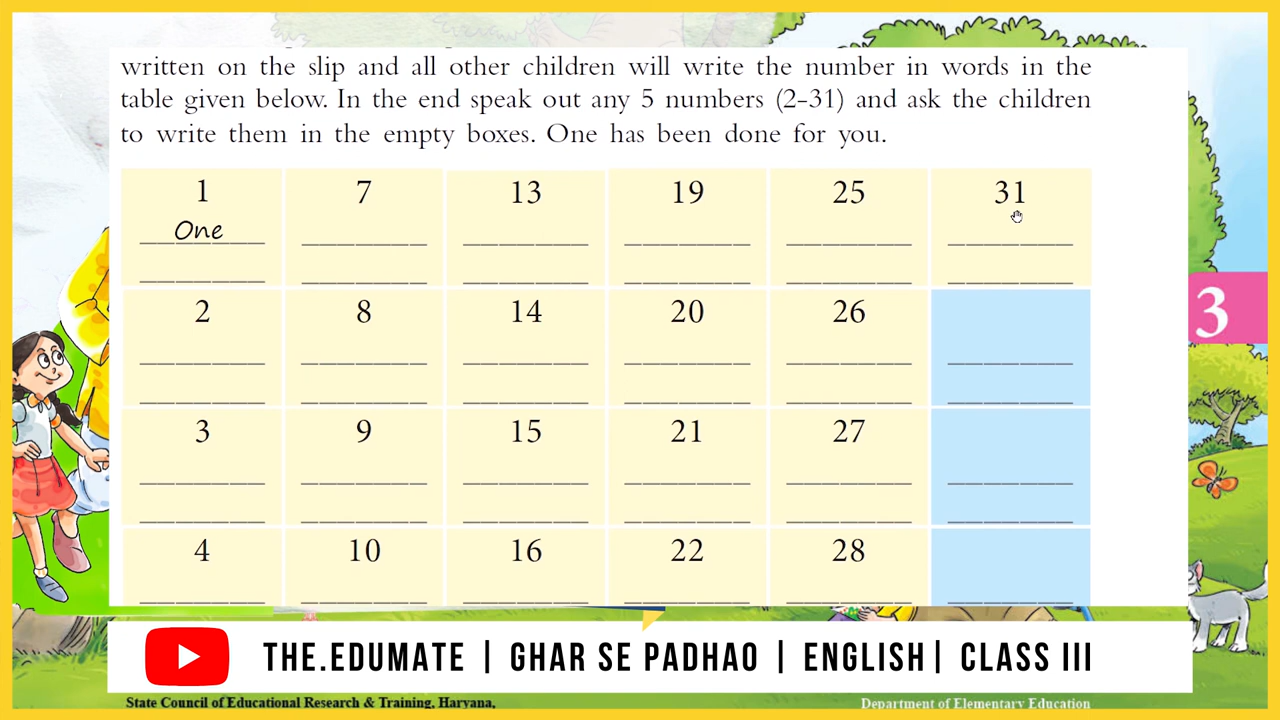 written on the slip and all other children will write the number in words in the
table given below. In the end speak out any 5 numbers (2-31) and ask the children
to write them in the empty boxes. One has been done for you.
1 7 13 19 25 31
One
2 8 14 20 26
3 9 15 21 27
4 10 16 22 28
3
THE.EDUMATE | GHAR SE PADHAO | ENGLISH| CLASS III
State Council of Educational Research & Training, Haryana, Department of Elementary Education